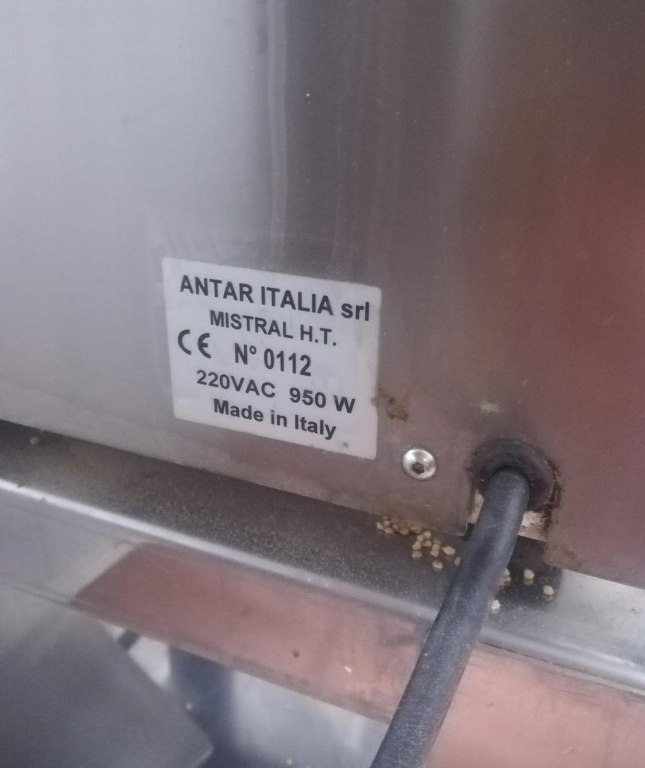 ANTAR ITALIA srl
MISTRAL H.T.
CE N° 0112
220VAC 950 W
Made in Italy